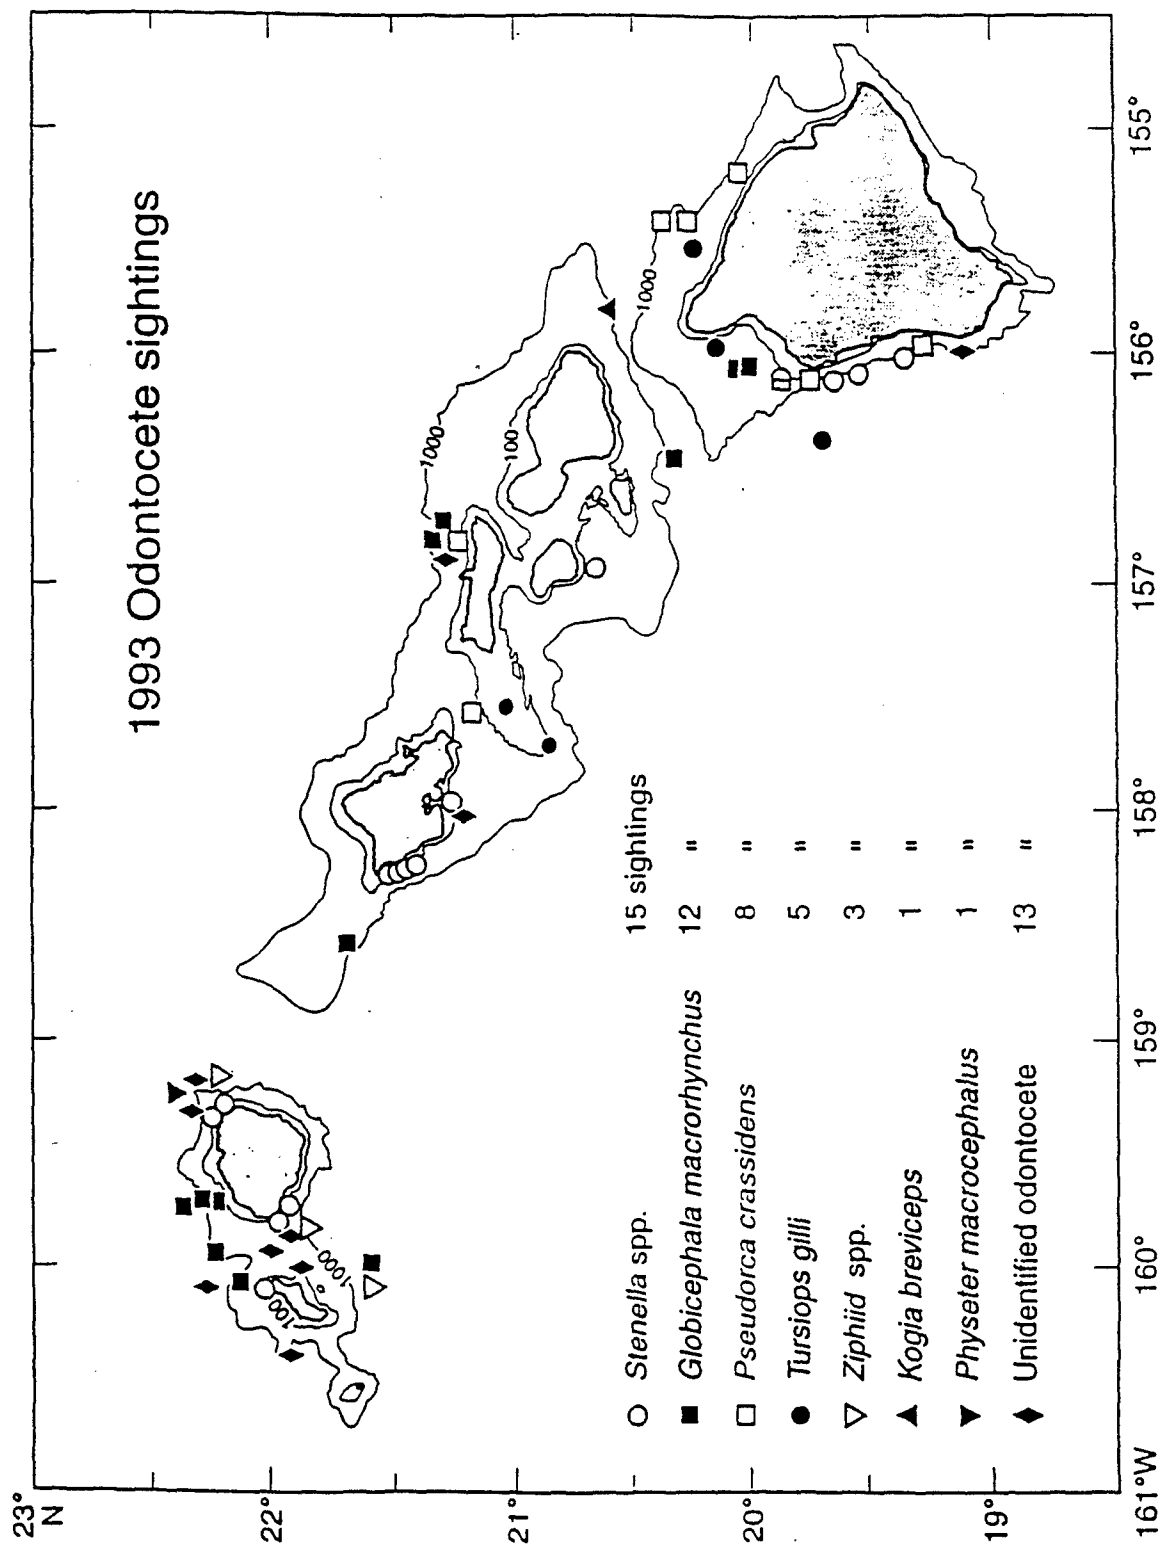 1993 Odontocete sightings
23°
N
22°
21°
20°
19°
161°W
160°
159°
158°
157°
156°
155°
1000
100
1000
1000
100
Stenella spp. 15 sightings
Globicephala macrorhynchus 12 "
Pseudorca crassidens 8 "
Tursiops gilli 5 "
Ziphiid spp. 3 "
Kogia breviceps 1 "
Physeter macrocephalus 1 "
Unidentified odontocete 13 "